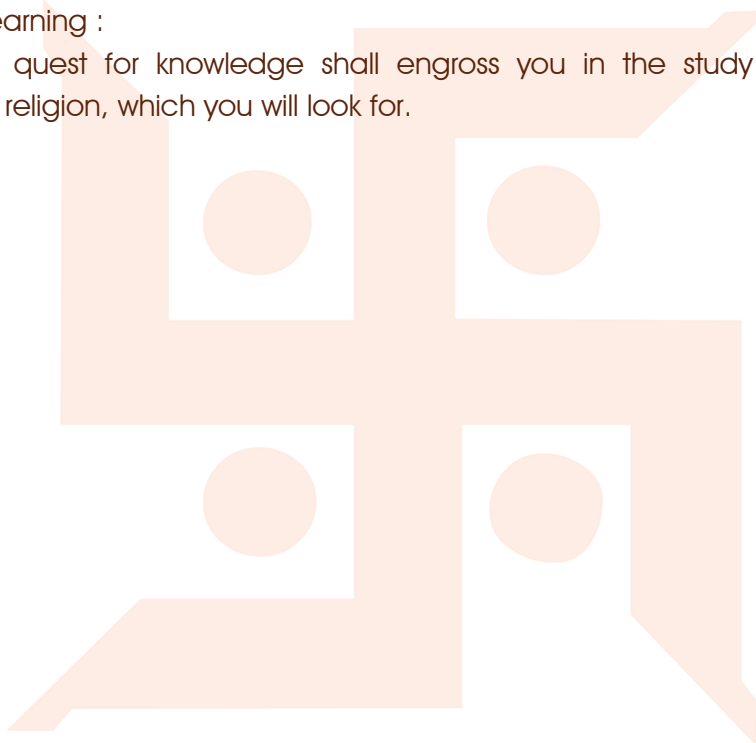 earning :
quest for knowledge shall engross you in the study
religion, which you will look for.